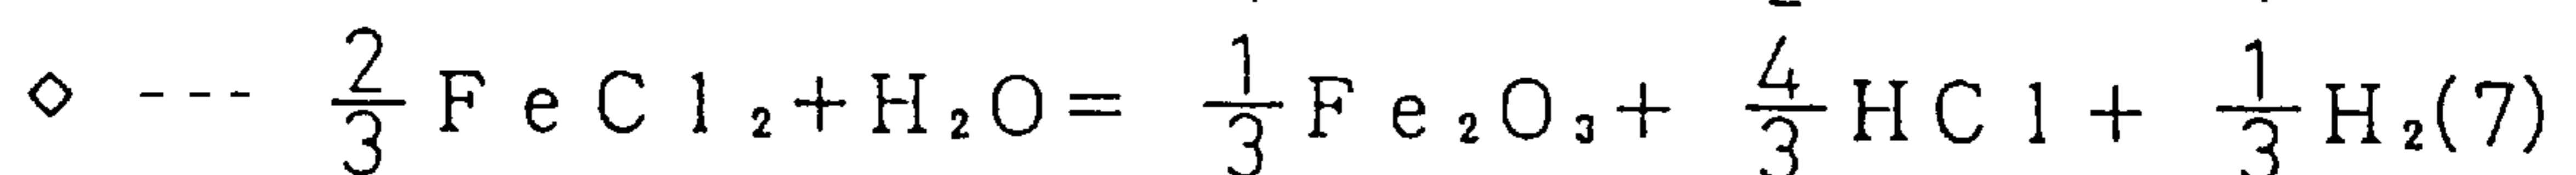 ◇ --- 2/3 FeCl₂+H₂O= 1/3 Fe₂O₃+ 4/3 HCl+ 1/3 H₂(7)